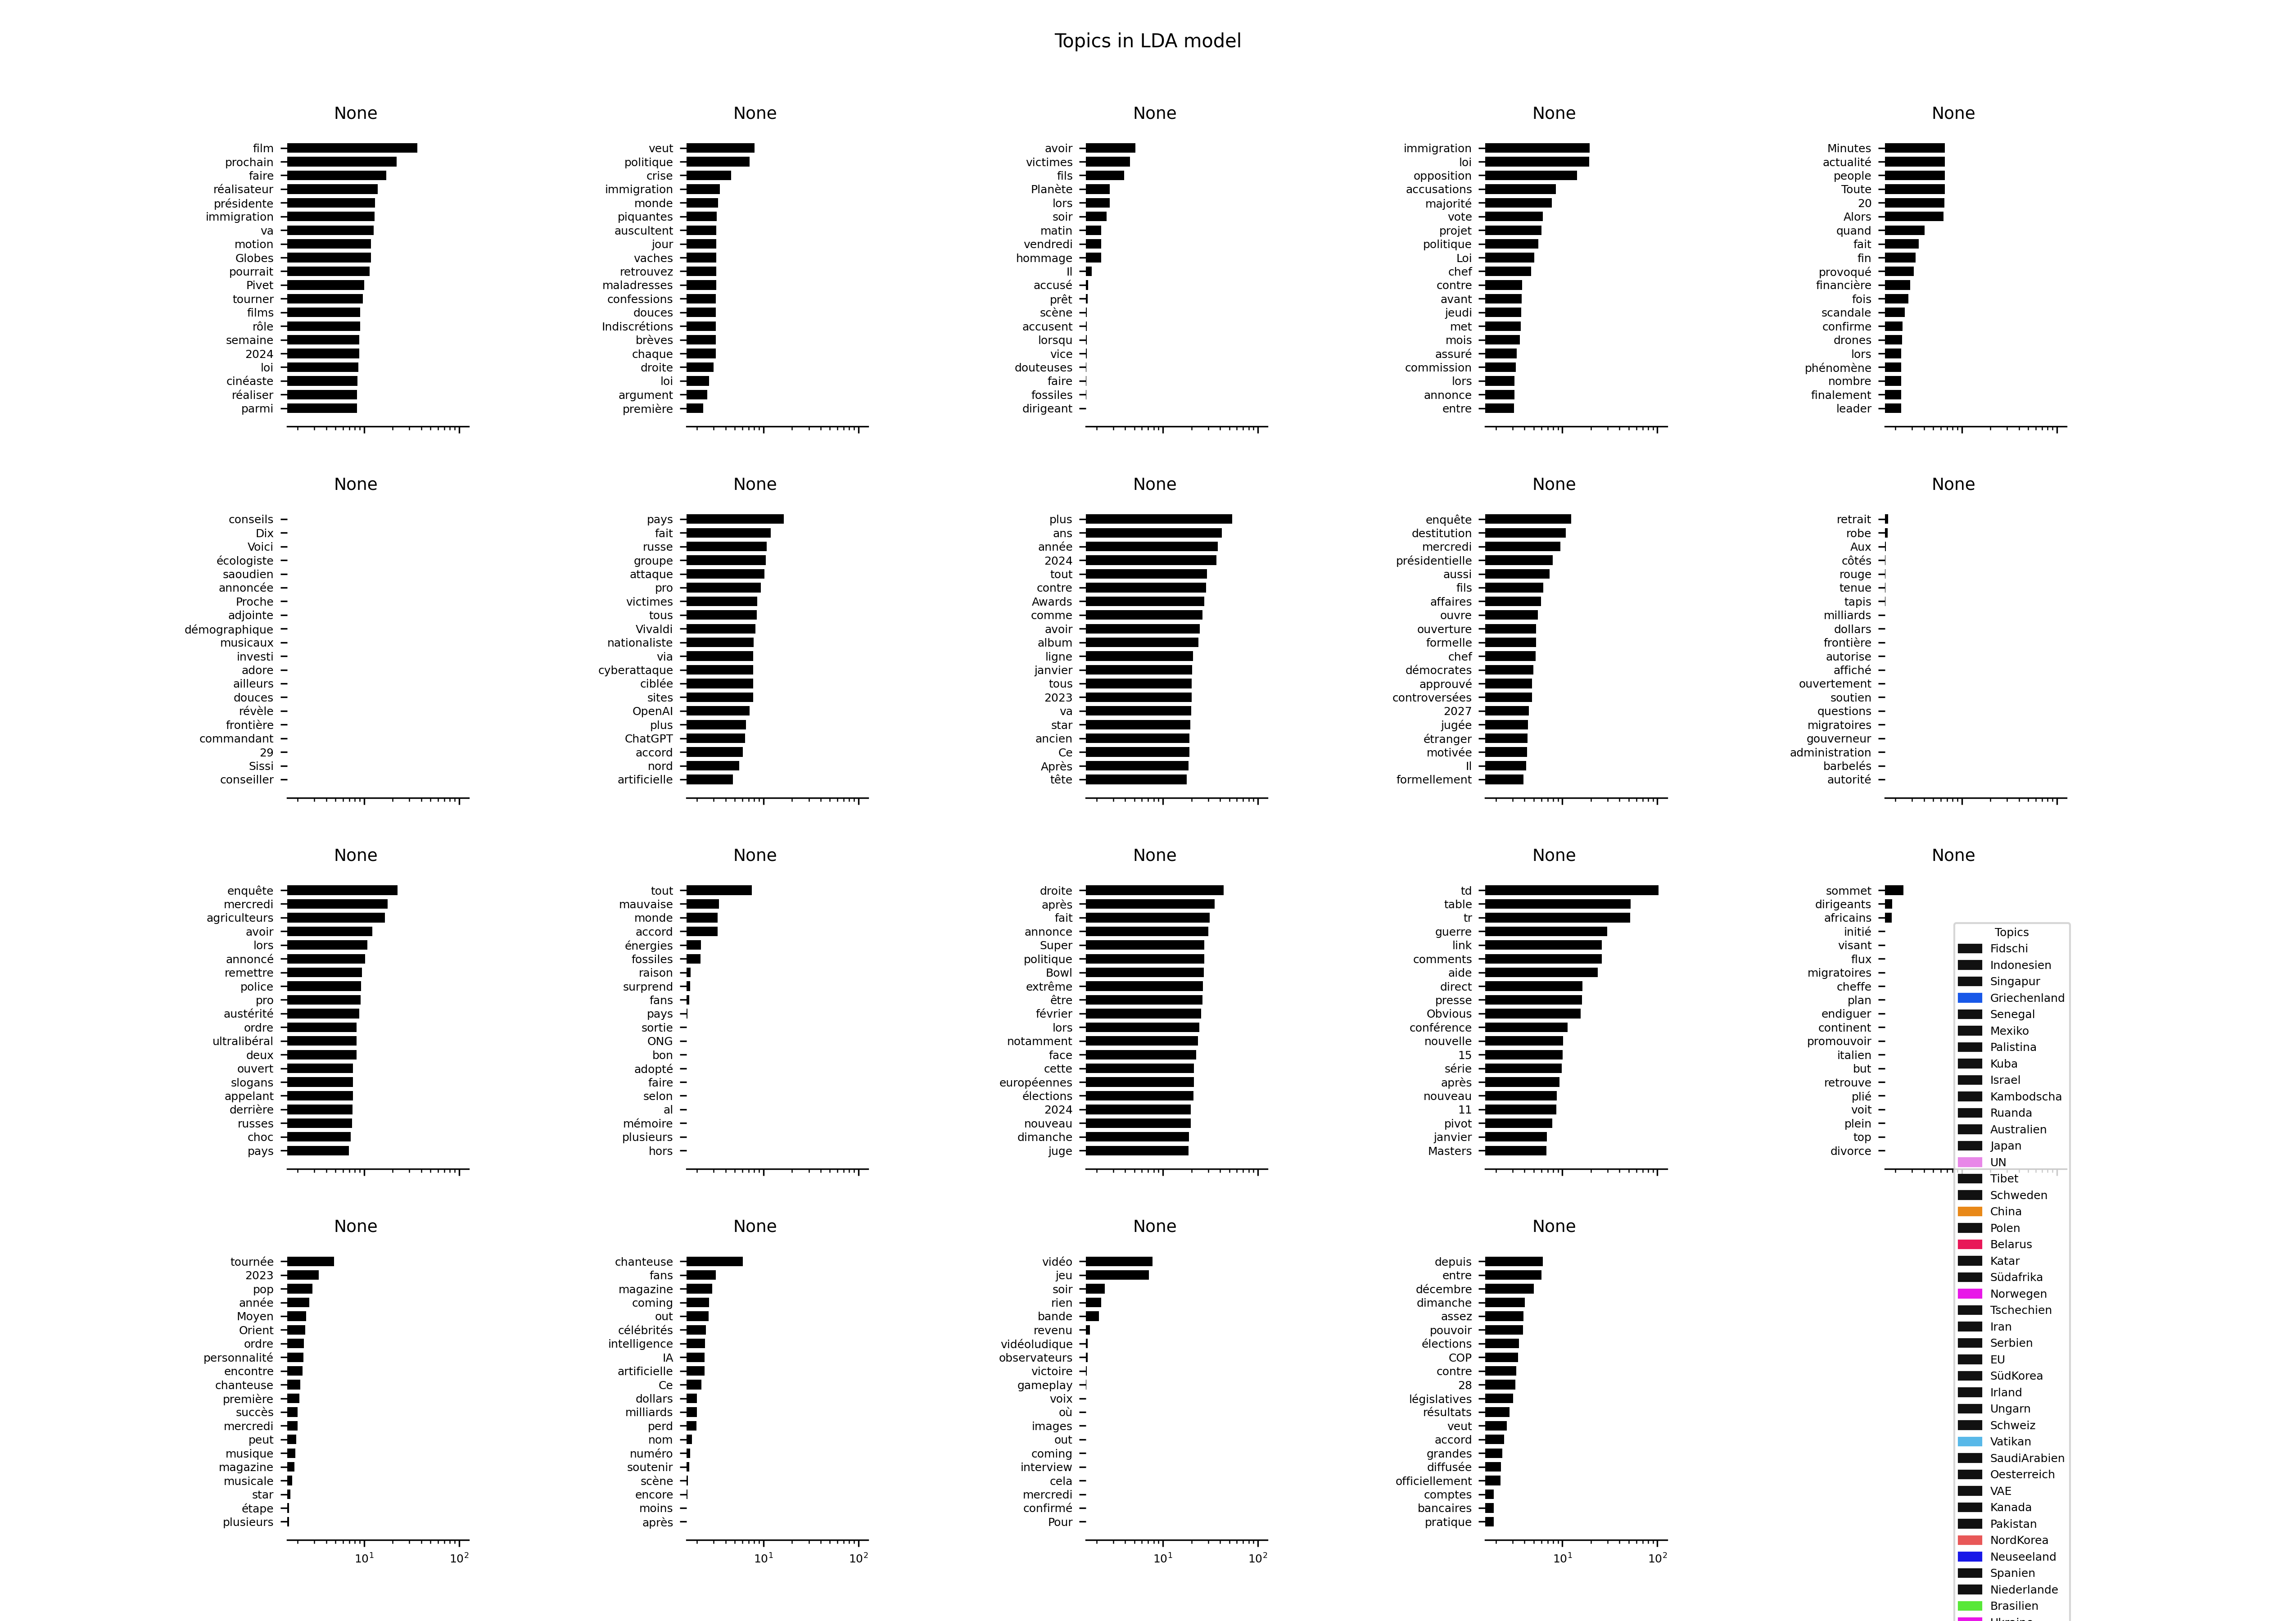 Topics in LDA model
None
film
prochain
faire
réalisateur
présidente
immigration
va
motion
Globes
pourrait
Pivet
tourner
films
rôle
semaine
2024
loi
cinéaste
réaliser
parmi
None
veut
politique
crise
immigration
monde
piquantes
auscultent
jour
vaches
retrouvez
maladresses
confessions
douces
Indiscrétions
brèves
chaque
droite
loi
argument
première
None
avoir
victimes
fils
Planète
lors
soir
matin
vendredi
hommage
Il
accusé
prêt
scène
accusent
lorsqu
vice
douteuses
faire
fossiles
dirigeant
None
immigration
loi
opposition
accusations
majorité
vote
projet
politique
Loi
chef
contre
avant
jeudi
met
mois
assuré
commission
lors
annonce
entre
None
Minutes
actualité
people
Toute
20
Alors
quand
fait
fin
provoqué
financière
fois
scandale
confirme
drones
lors
phénomène
nombre
finalement
leader
None
conseils
Dix
Voici
écologiste
saoudien
annoncée
Proche
adjointe
démographique
musicaux
investi
adore
ailleurs
douces
révèle
frontière
commandant
29
Sissi
conseiller
None
pays
fait
russe
groupe
attaque
pro
victimes
tous
Vivaldi
nationaliste
via
cyberattaque
ciblée
sites
OpenAI
plus
ChatGPT
accord
nord
artificielle
None
plus
ans
année
2024
tout
contre
Awards
comme
avoir
album
ligne
janvier
tous
2023
va
star
ancien
Ce
Après
tête
None
enquête
destitution
mercredi
présidentielle
aussi
fils
affaires
ouvre
ouverture
formelle
chef
démocrates
approuvé
controversées
2027
jugée
étranger
motivée
Il
formellement
None
retrait
robe
Aux
côtés
rouge
tenue
tapis
milliards
dollars
frontière
autorise
affiché
ouvertement
soutien
questions
migratoires
gouverneur
administration
barbelés
autorité
None
enquête
mercredi
agriculteurs
avoir
lors
annoncé
remettre
police
pro
austérité
ordre
ultralibéral
deux
ouvert
slogans
appelant
derrière
russes
choc
pays
None
tout
mauvaise
monde
accord
énergies
fossiles
raison
surprend
fans
pays
sortie
ONG
bon
adopté
faire
selon
al
mémoire
plusieurs
hors
None
droite
après
fait
annonce
Super
politique
Bowl
extrême
être
février
lors
notamment
face
cette
européennes
élections
2024
nouveau
dimanche
juge
None
td
table
tr
guerre
link
comments
aide
direct
presse
Obvious
conférence
nouvelle
15
série
après
nouveau
11
pivot
janvier
Masters
None
sommet
dirigeants
africains
initié
visant
flux
migratoires
cheffe
plan
endiguer
continent
promouvoir
italien
but
retrouve
plié
voit
plein
top
divorce
None
tournée
2023
pop
année
Moyen
Orient
ordre
personnalité
encontre
chanteuse
première
succès
mercredi
peut
musique
magazine
musicale
star
étape
plusieurs
10^1 10^2
None
chanteuse
fans
magazine
coming
out
célébrités
intelligence
IA
artificielle
Ce
dollars
milliards
perd
nom
numéro
soutenir
scène
encore
moins
après
10^1 10^2
None
vidéo
jeu
soir
rien
bande
revenu
vidéoludique
observateurs
victoire
gameplay
voix
où
images
out
coming
interview
cela
mercredi
confirmé
Pour
10^1 10^2
None
depuis
entre
décembre
dimanche
assez
pouvoir
élections
COP
contre
28
législatives
résultats
veut
accord
grandes
diffusée
officiellement
comptes
bancaires
pratique
10^1 10^2
Topics
Fidschi
Indonesien
Singapur
Griechenland
Senegal
Mexiko
Palistina
Kuba
Israel
Kambodscha
Ruanda
Australien
Japan
UN
Tibet
Schweden
China
Polen
Belarus
Katar
Südafrika
Norwegen
Tschechien
Iran
Serbien
EU
SüdKorea
Irland
Ungarn
Schweiz
Vatikan
SaudiArabien
Oesterreich
VAE
Kanada
Pakistan
NordKorea
Neuseeland
Spanien
Niederlande
Brasilien